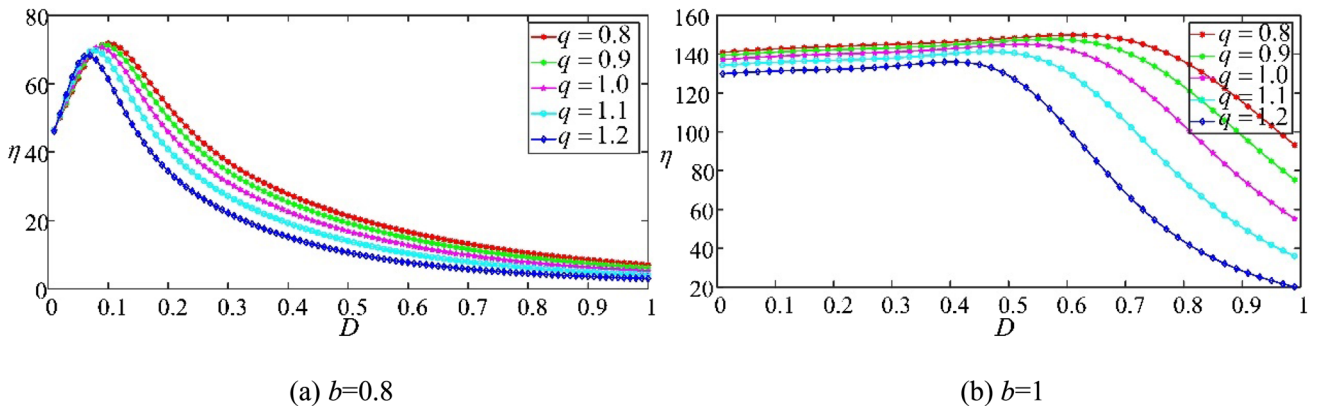 80
60
40
20
0
η
q = 0.8
q = 0.9
q = 1.0
q = 1.1
q = 1.2
0 0.1 0.2 0.3 0.4 0.5 0.6 0.7 0.8 0.9 1
D
(a) b=0.8
160
140
120
100
80
60
40
20
η
q = 0.8
q = 0.9
q = 1.0
q = 1.1
q = 1.2
0 0.1 0.2 0.3 0.4 0.5 0.6 0.7 0.8 0.9 1
D
(b) b=1